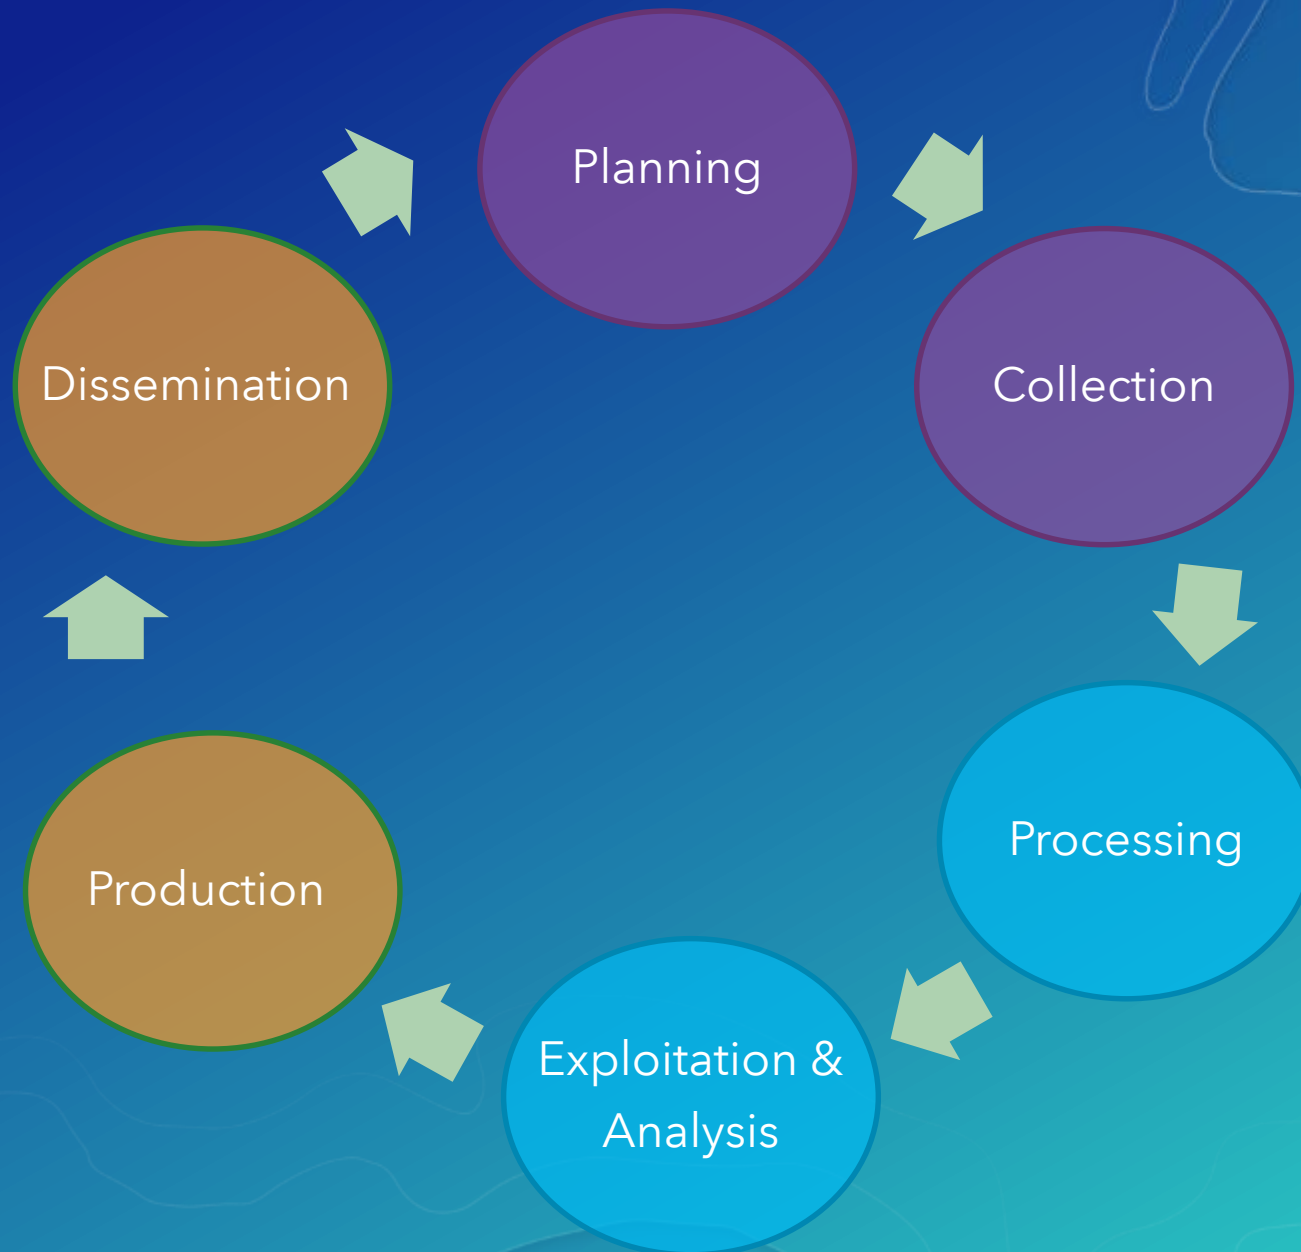 Planning
Collection
Processing
Exploitation &
Analysis
Production
Dissemination